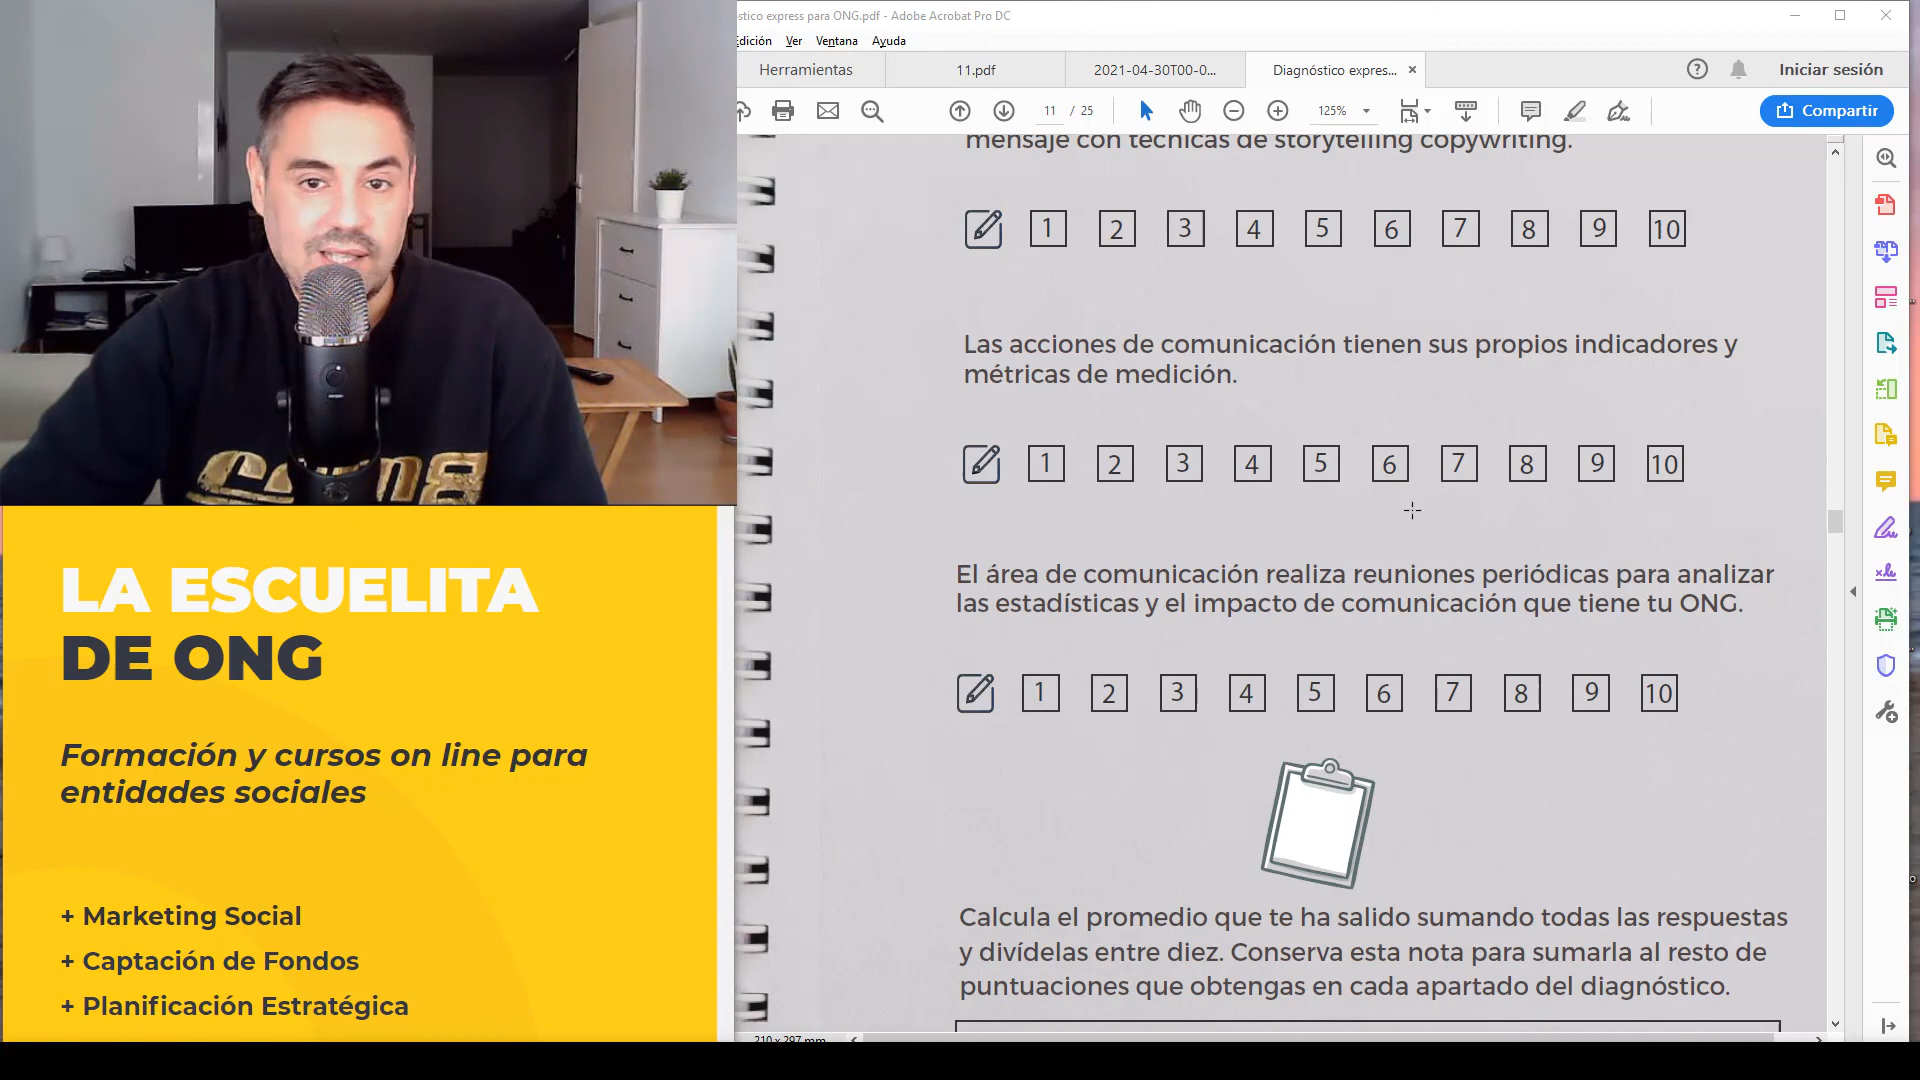 stico express para ONG.pdf - Adobe Acrobat Pro DC
Edición Ver Ventana Ayuda
Herramientas 11.pdf 2021-04-30T00-0... Diagnóstico expres... × Iniciar sesión
11 / 25 125% Compartir
mensaje con técnicas de storytelling copywriting.
1 2 3 4 5 6 7 8 9 10
Las acciones de comunicación tienen sus propios indicadores y
métricas de medición.
1 2 3 4 5 6 7 8 9 10
El área de comunicación realiza reuniones periódicas para analizar
las estadísticas y el impacto de comunicación que tiene tu ONG.
1 2 3 4 5 6 7 8 9 10
Calcula el promedio que te ha salido sumando todas las respuestas
y divídelas entre diez. Conserva esta nota para sumarla al resto de
puntuaciones que obtengas en cada apartado del diagnóstico.
210 x 297 mm
LA ESCUELITA
DE ONG
Formación y cursos on line para
entidades sociales
+ Marketing Social
+ Captación de Fondos
+ Planificación Estratégica